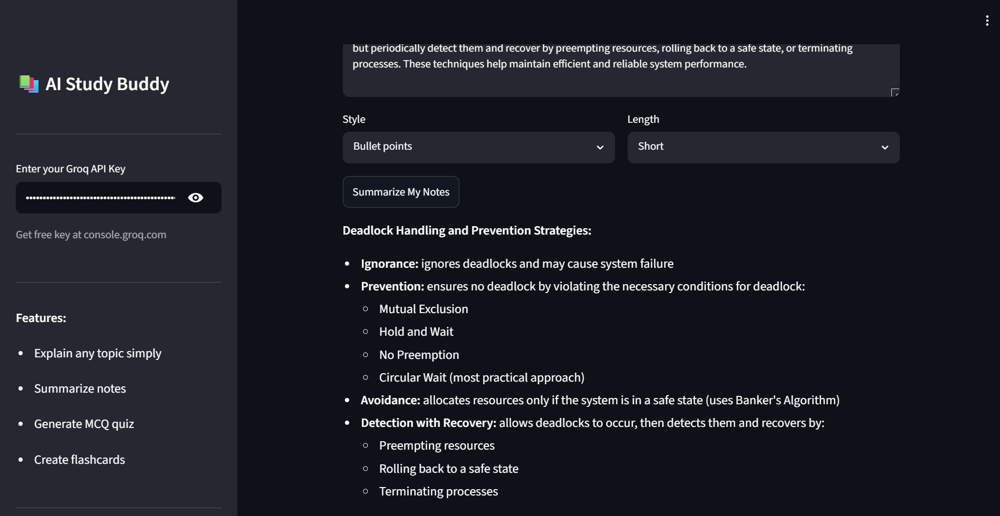 AI Study Buddy
Enter your Groq API Key
••••••••••••••••••••••••••••••••••••••••••••••
Get free key at console.groq.com
Features:
• Explain any topic simply
• Summarize notes
• Generate MCQ quiz
• Create flashcards
but periodically detect them and recover by preempting resources, rolling back to a safe state, or terminating
processes. These techniques help maintain efficient and reliable system performance.
Style
Length
Bullet points
Short
Summarize My Notes
Deadlock Handling and Prevention Strategies:
• Ignorance: ignores deadlocks and may cause system failure
• Prevention: ensures no deadlock by violating the necessary conditions for deadlock:
○ Mutual Exclusion
○ Hold and Wait
○ No Preemption
○ Circular Wait (most practical approach)
• Avoidance: allocates resources only if the system is in a safe state (uses Banker's Algorithm)
• Detection with Recovery: allows deadlocks to occur, then detects them and recovers by:
○ Preempting resources
○ Rolling back to a safe state
○ Terminating processes